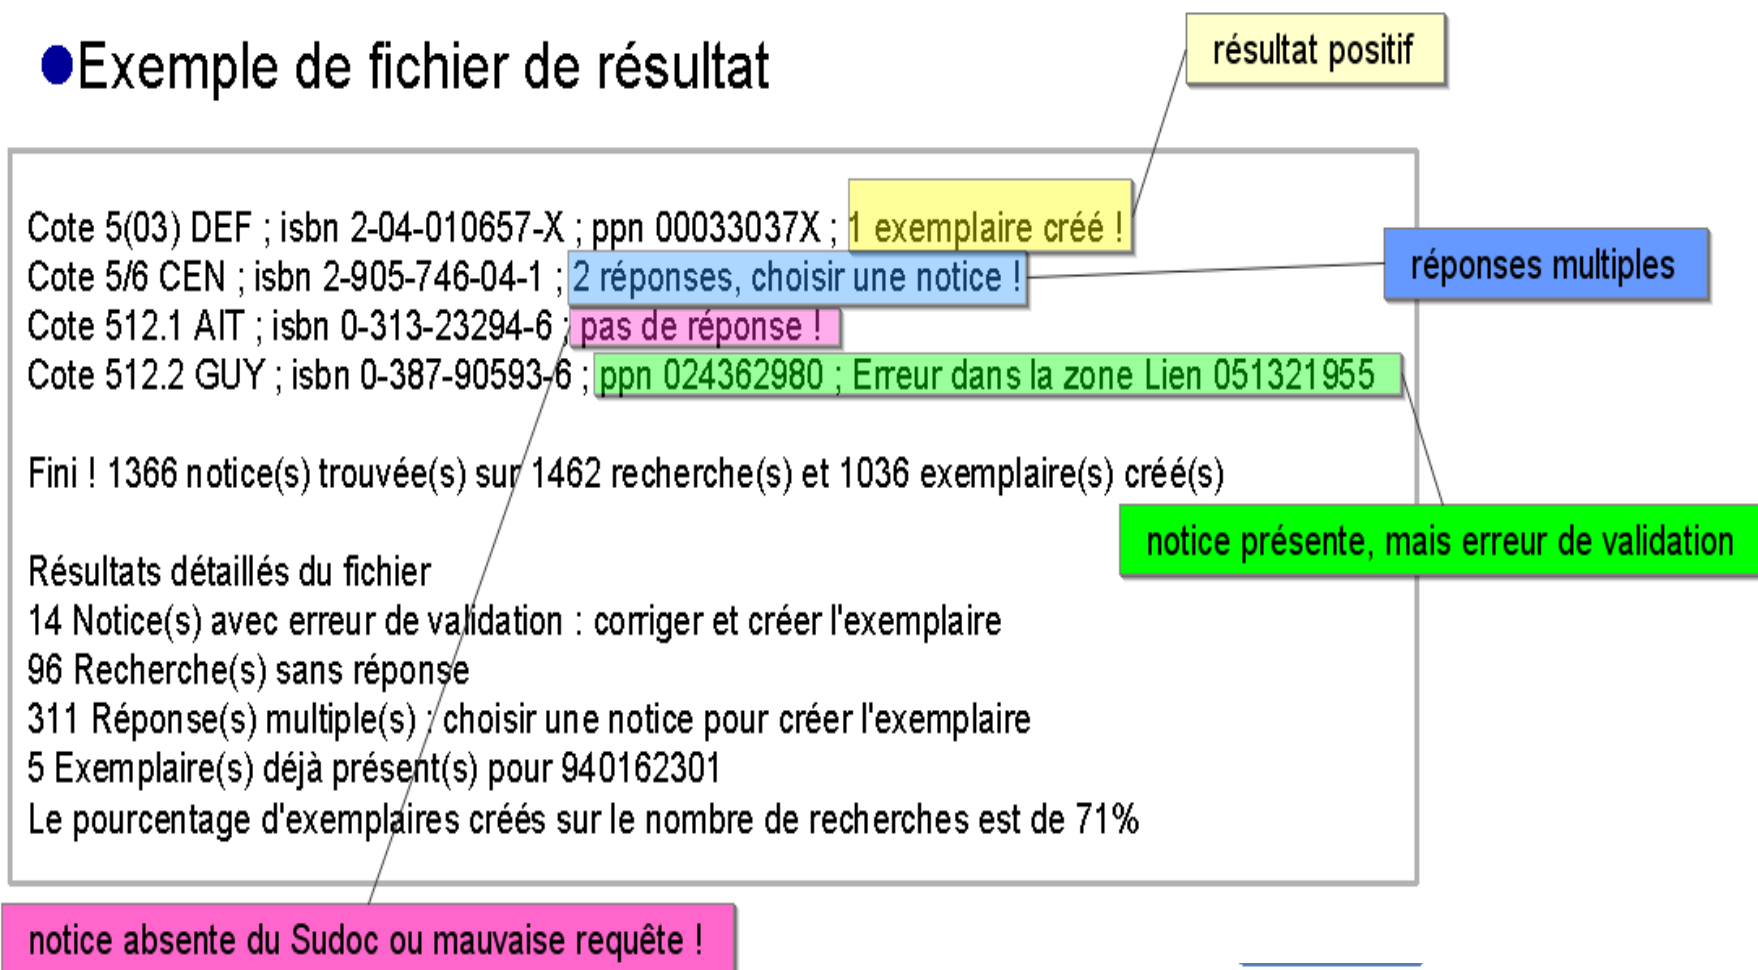 Exemple de fichier de résultat
résultat positif
Cote 5(03) DEF ; isbn 2-04-010657-X ; ppn 00033037X ; 1 exemplaire créé !
Cote 5/6 CEN ; isbn 2-905-746-04-1 ; 2 réponses, choisir une notice !
réponses multiples
Cote 512.1 AIT ; isbn 0-313-23294-6 ; pas de réponse !
Cote 512.2 GUY ; isbn 0-387-90593-6 ; ppn 024362980 ; Erreur dans la zone Lien 051321955
Fini ! 1366 notice(s) trouvée(s) sur 1462 recherche(s) et 1036 exemplaire(s) créé(s)
notice présente, mais erreur de validation
Résultats détaillés du fichier
14 Notice(s) avec erreur de validation : corriger et créer l'exemplaire
96 Recherche(s) sans réponse
311 Réponse(s) multiple(s) : choisir une notice pour créer l'exemplaire
5 Exemplaire(s) déjà présent(s) pour 940162301
Le pourcentage d'exemplaires créés sur le nombre de recherches est de 71%
notice absente du Sudoc ou mauvaise requête !